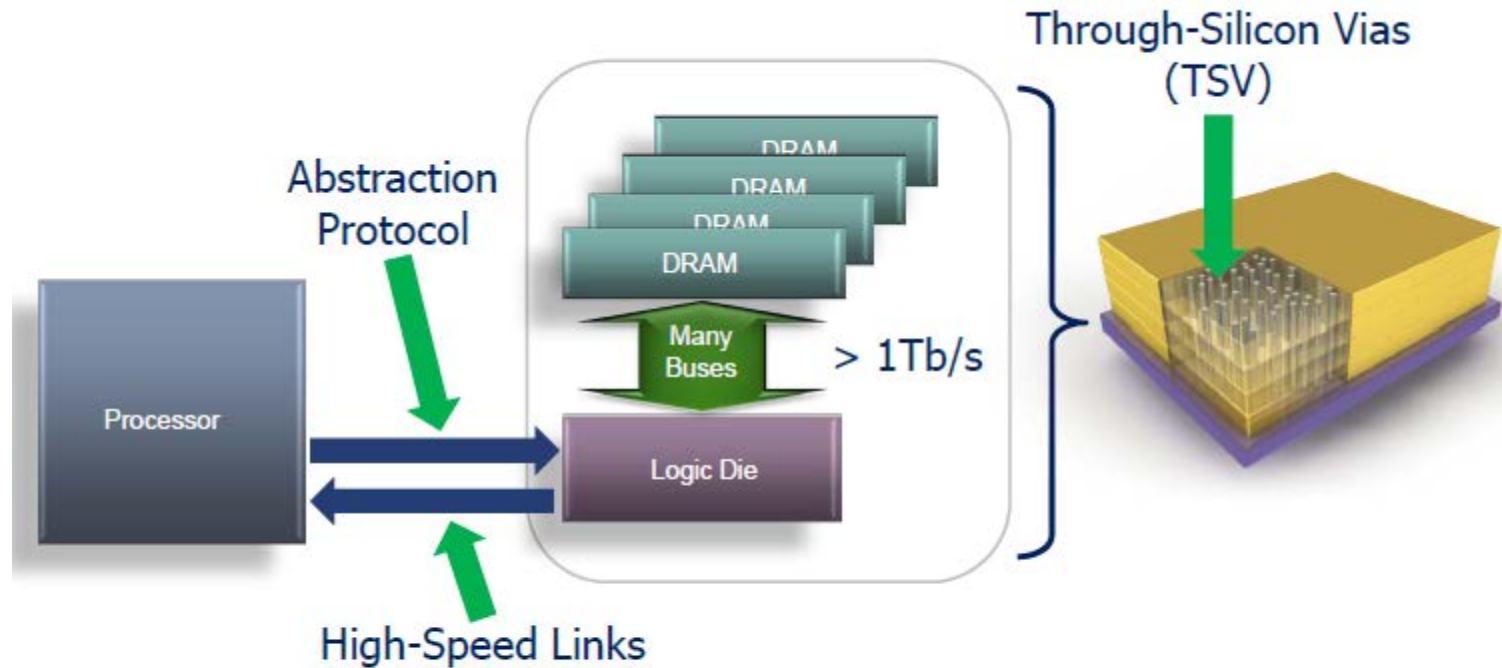 Through-Silicon Vias
(TSV)
Abstraction
Protocol
DRAM
DRAM
DRAM
DRAM
Many
Buses
> 1Tb/s
Processor
Logic Die
High-Speed Links